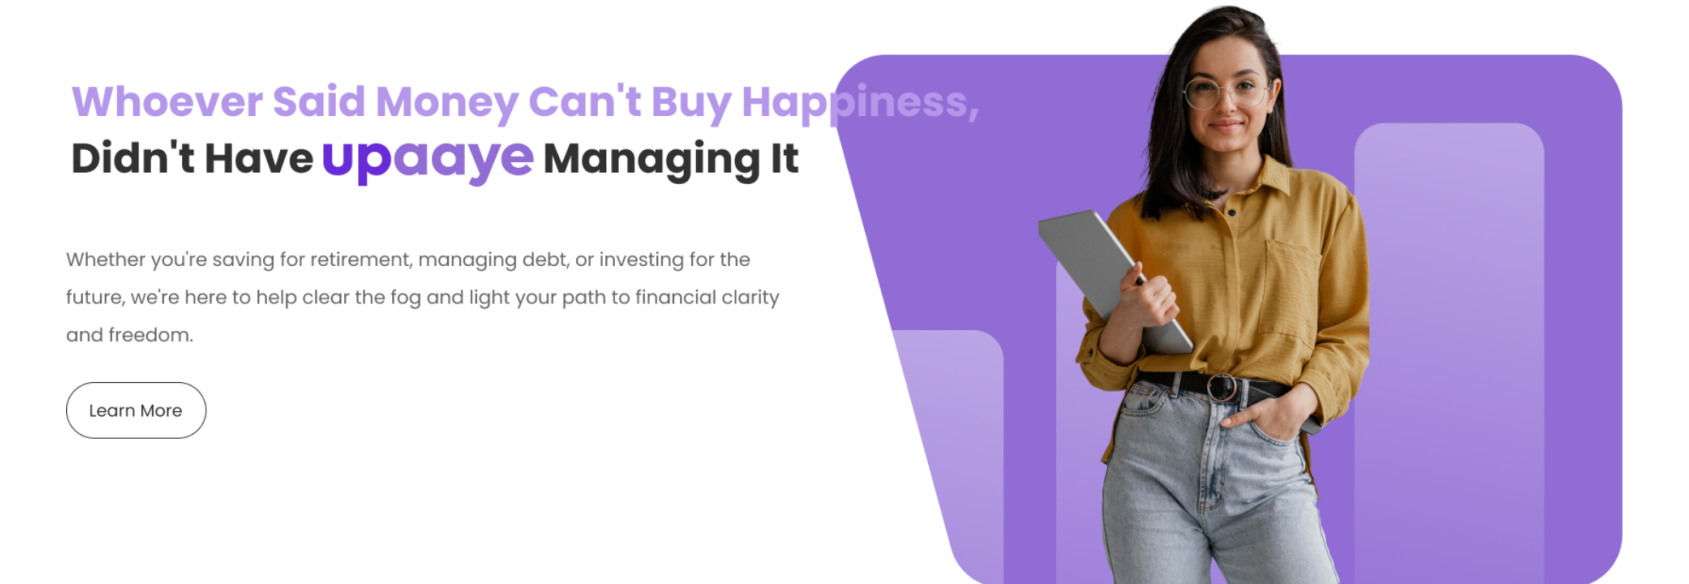 Whoever Said Money Can't Buy Happiness,
Didn't Have upaaye Managing It
Whether you're saving for retirement, managing debt, or investing for the
future, we're here to help clear the fog and light your path to financial clarity
and freedom.
Learn More